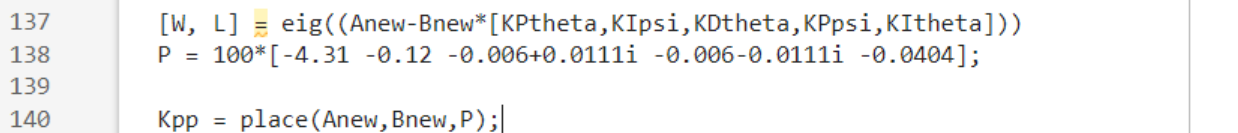 137 [W, L] = eig((Anew-Bnew*[KPtheta,KIpsi,KDtheta,KPpsi,KItheta]))
138 P = 100*[-4.31 -0.12 -0.006+0.0111i -0.006-0.0111i -0.0404];
139
140 Kpp = place(Anew,Bnew,P);